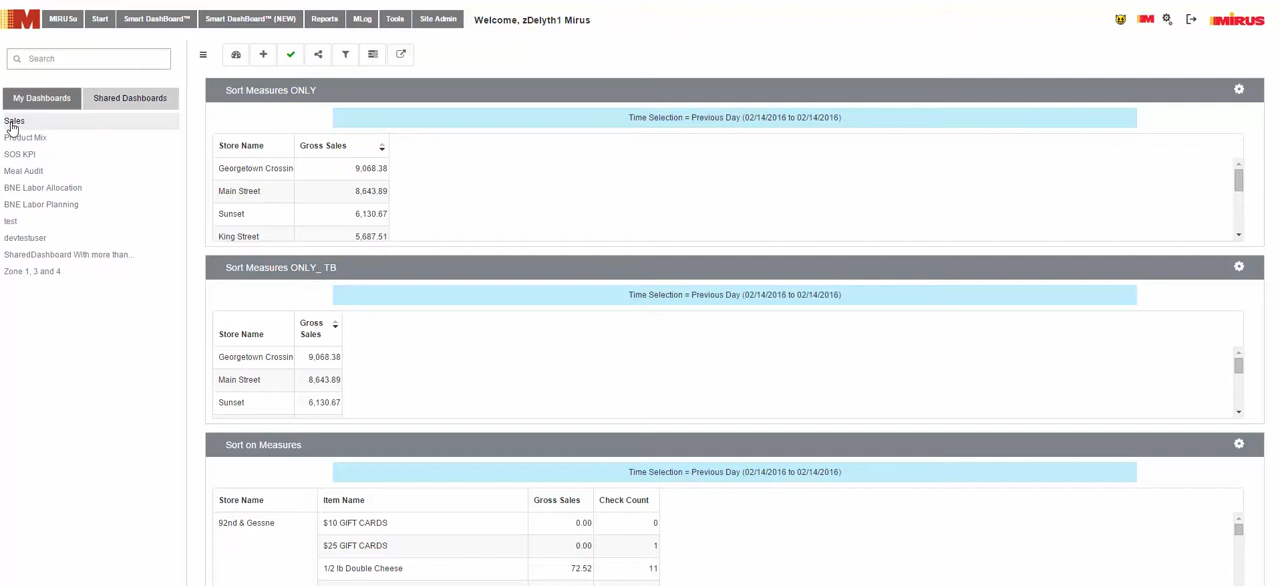 M MIRUSu Start Smart DashBoard™ Smart DashBoard™ (NEW) Reports MLog Tools Site Admin Welcome, zDelyth1 Mirus M MIRUS
Search
My Dashboards Shared Dashboards
Sales
Product Mix
SOS KPI
Meal Audit
BNE Labor Allocation
BNE Labor Planning
test
devtestuser
SharedDashboard With more than...
Zone 1, 3 and 4
Sort Measures ONLY
Time Selection = Previous Day (02/14/2016 to 02/14/2016)
Store Name Gross Sales
Georgetown Crossin 9,068.38
Main Street 8,643.89
Sunset 6,130.67
King Street 5,687.51
Sort Measures ONLY_ TB
Time Selection = Previous Day (02/14/2016 to 02/14/2016)
Store Name Gross Sales
Georgetown Crossin 9,068.38
Main Street 8,643.89
Sunset 6,130.67
Sort on Measures
Time Selection = Previous Day (02/14/2016 to 02/14/2016)
Store Name Item Name Gross Sales Check Count
92nd & Gessne $10 GIFT CARDS 0.00 0
$25 GIFT CARDS 0.00 1
1/2 lb Double Cheese 72.52 11